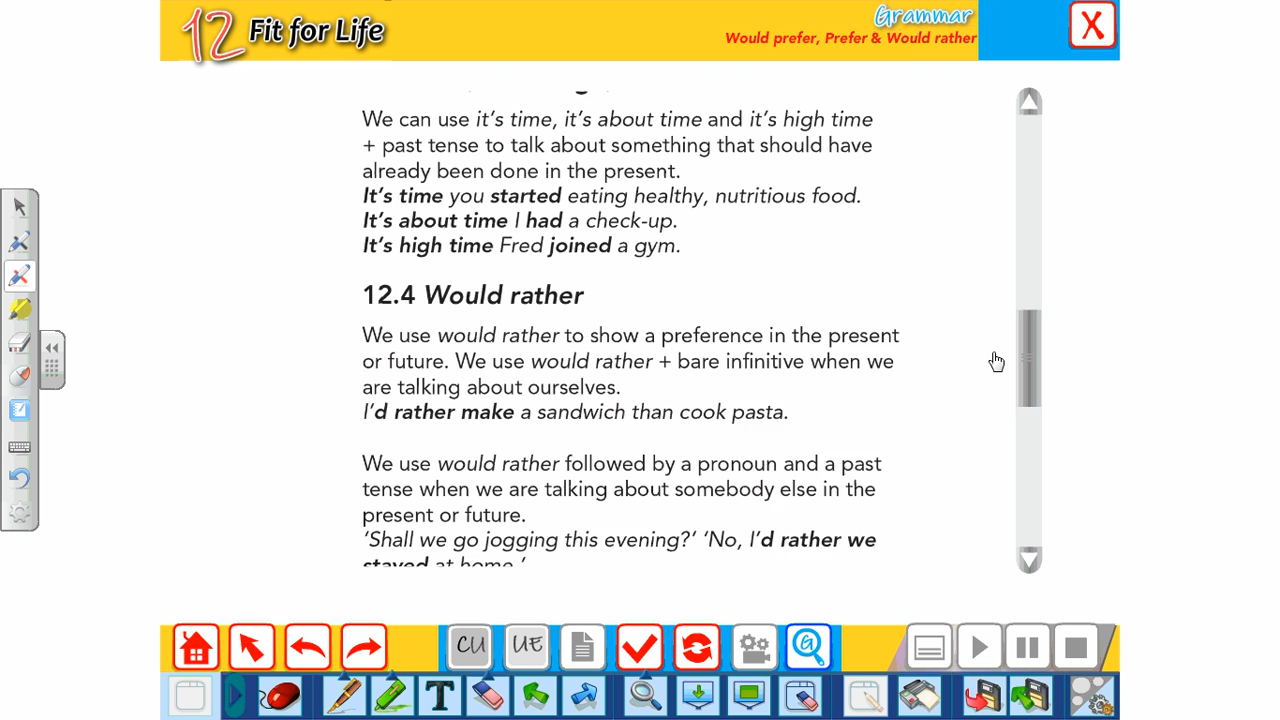 12 Fit for Life
Grammar
Would prefer, Prefer & Would rather
X
We can use it's time, it's about time and it's high time
+ past tense to talk about something that should have
already been done in the present.
It's time you started eating healthy, nutritious food.
It's about time I had a check-up.
It's high time Fred joined a gym.
12.4 Would rather
We use would rather to show a preference in the present
or future. We use would rather + bare infinitive when we
are talking about ourselves.
I'd rather make a sandwich than cook pasta.
We use would rather followed by a pronoun and a past
tense when we are talking about somebody else in the
present or future.
'Shall we go jogging this evening?' 'No, I'd rather we
stayed at home.'
CU UE G
T